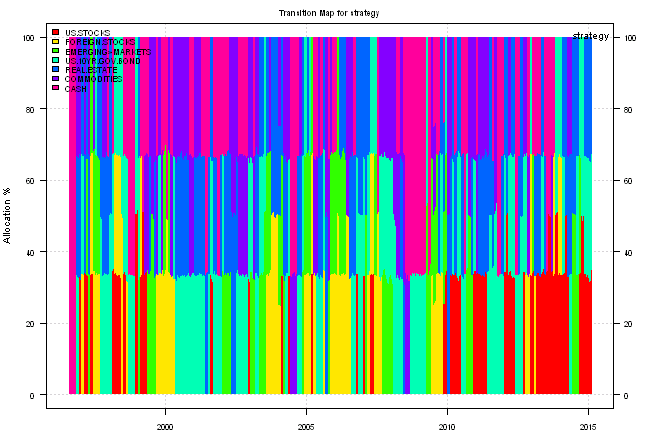 Transition Map for strategy
strategy
US.STOCKS
FOREIGN.STOCKS
EMERGING>MARKETS
US.10YR.GOV.BOND
REAL.ESTATE
COMMODITIES
CASH
Allocation %
100
80
60
40
20
0
100
80
60
40
20
0
2000 2005 2010 2015